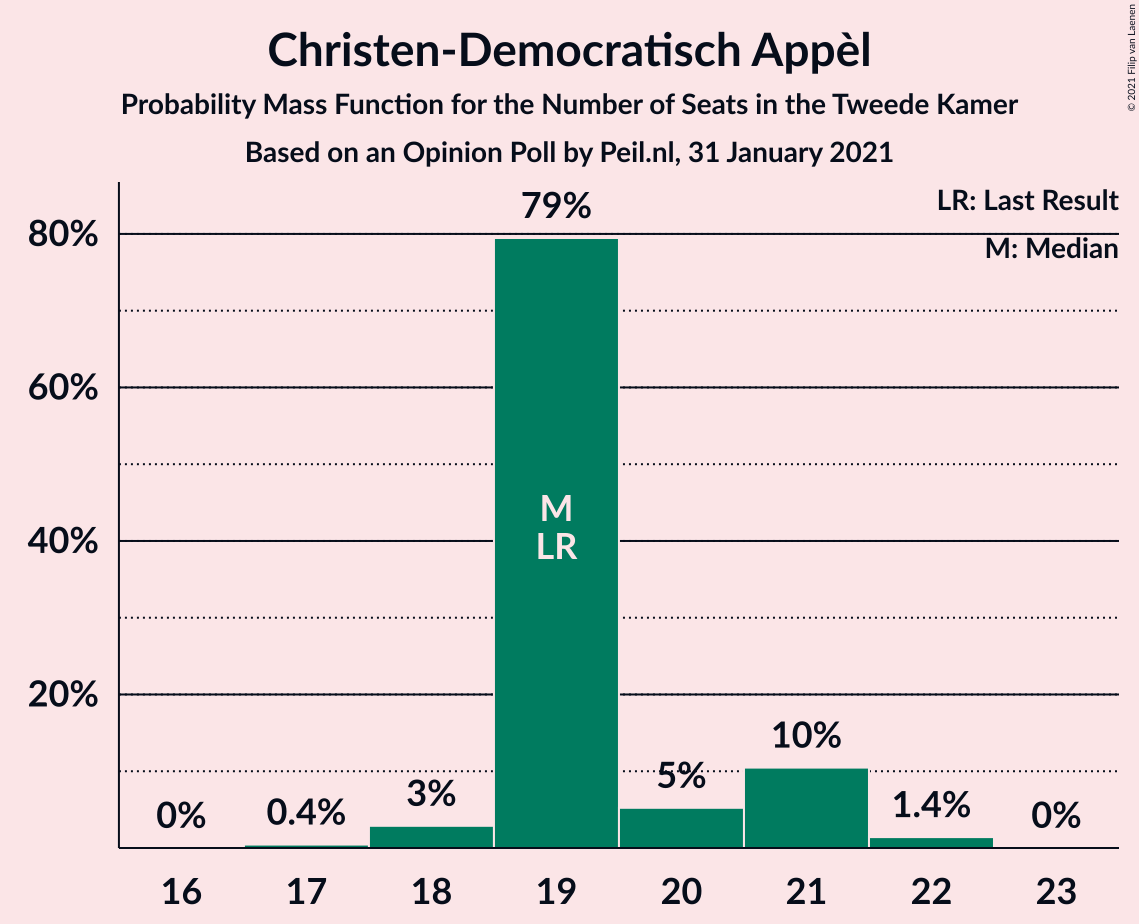 Christen-Democratisch Appèl
Probability Mass Function for the Number of Seats in the Tweede Kamer
Based on an Opinion Poll by Peil.nl, 31 January 2021
© 2021 Filip van Laenen
LR: Last Result
M: Median
80%
60%
40%
20%
0%
0.4%
3%
79%
5%
10%
1.4%
0%
M
LR
16
17
18
19
20
21
22
23